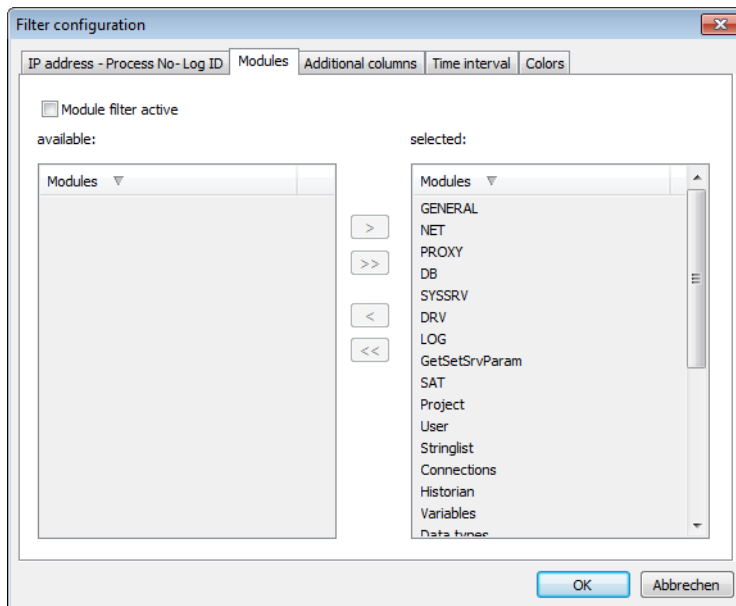 Filter configuration
IP address - Process No- Log ID
Modules
Additional columns
Time interval
Colors
Module filter active
available:
selected:
Modules
Modules
>
>>
<
<<
GENERAL
NET
PROXY
DB
SYSSRV
DRV
LOG
GetSetSrvParam
SAT
Project
User
Stringlist
Connections
Historian
Variables
Data types
OK
Abbrechen